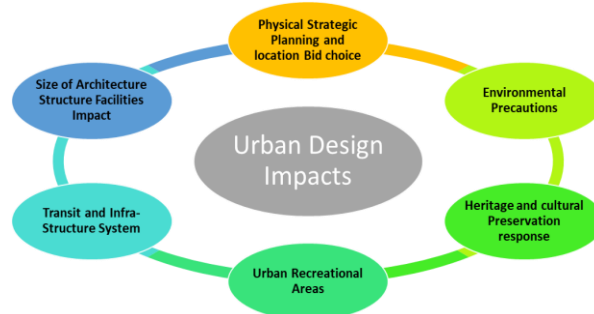 Physical Strategic
Planning and
location Bid choice
Size of Architecture
Structure Facilities
Impact
Environmental
Precautions
Urban Design
Impacts
Transit and Infra-
Structure System
Heritage and cultural
Preservation
response
Urban Recreational
Areas